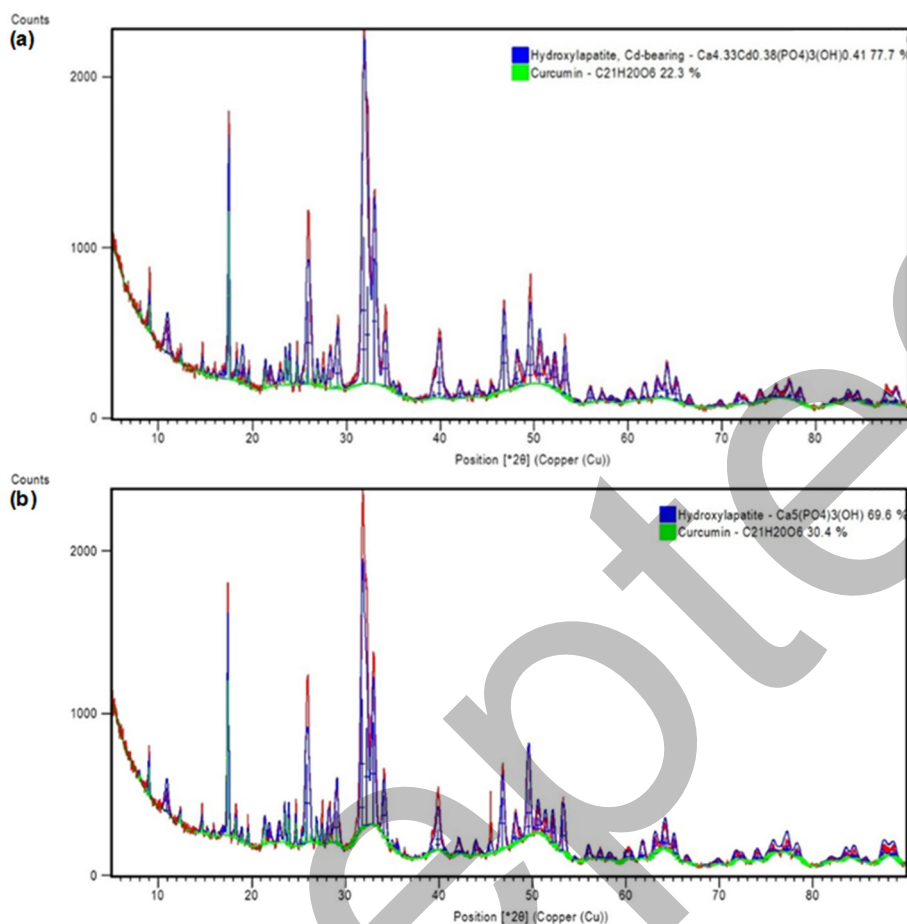 Counts
(a)
Hydroxylapatite, Cd-bearing - Ca4.33Cd0.38(PO4)3(OH)0.41 77.7 %
Curcumin - C21H20O6 22.3 %
2000
1000
0
10 20 30 40 50 60 70 80
Position [°2θ] (Copper (Cu))
Counts
(b)
Hydroxylapatite - Ca5(PO4)3(OH) 69.6 %
Curcumin - C21H20O6 30.4 %
2000
1000
0
10 20 30 40 50 60 70 80
Position [°2θ] (Copper (Cu))
epte